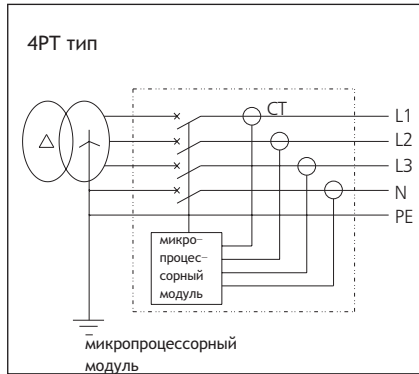 4PT тип
CT
L1
L2
L3
N
PE
микро-
процес-
сорный
модуль
микропроцессорный
модуль